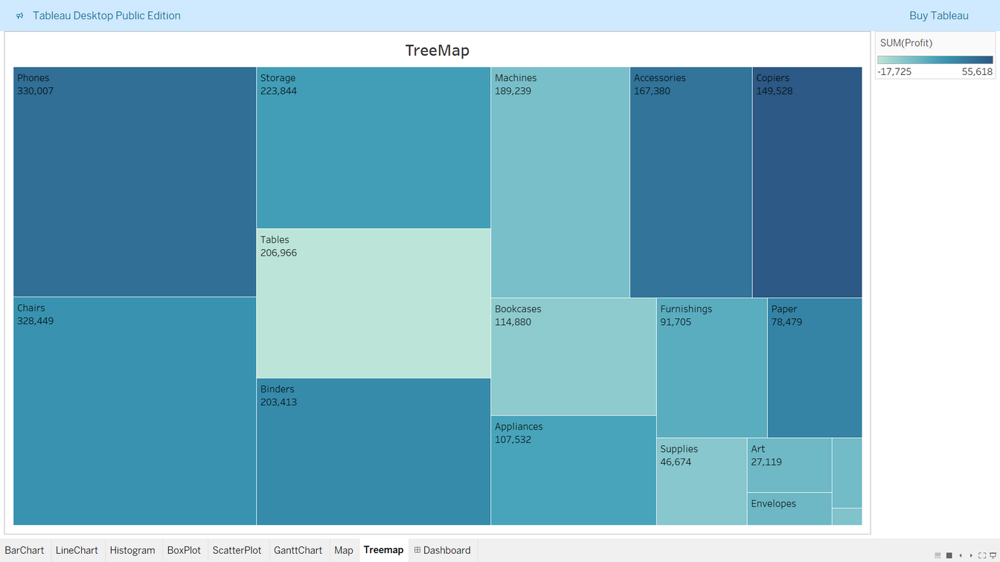 Tableau Desktop Public Edition
Buy Tableau
TreeMap
SUM(Profit)
-17,725
55,618
Phones
330,007
Storage
223,844
Machines
189,239
Accessories
167,380
Copiers
149,528
Tables
206,966
Chairs
328,449
Bookcases
114,880
Furnishings
91,705
Paper
78,479
Binders
203,413
Appliances
107,532
Supplies
46,674
Art
27,119
Envelopes
BarChart
LineChart
Histogram
BoxPlot
ScatterPlot
GanttChart
Map
Treemap
Dashboard